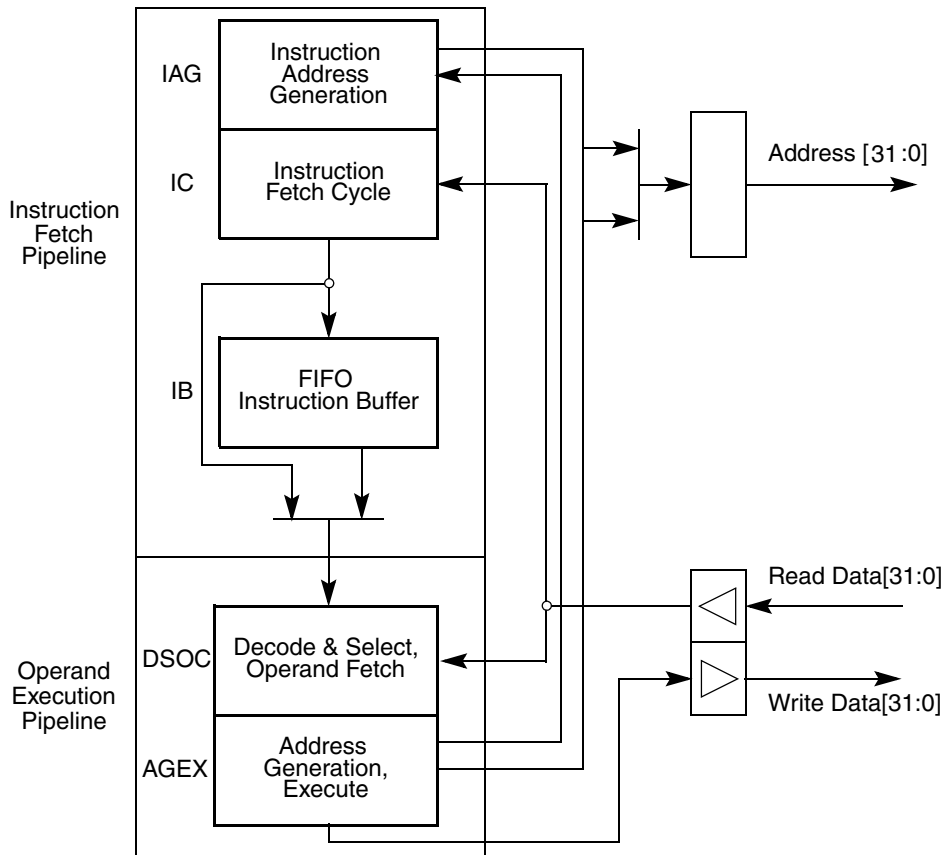 IAG
Instruction
Address
Generation
IC
Instruction
Fetch Cycle
Instruction
Fetch
Pipeline
Address [31:0]
IB
FIFO
Instruction Buffer
Read Data[31:0]
DSOC
Decode & Select,
Operand Fetch
Operand
Execution
Pipeline
Write Data[31:0]
AGEX
Address
Generation,
Execute